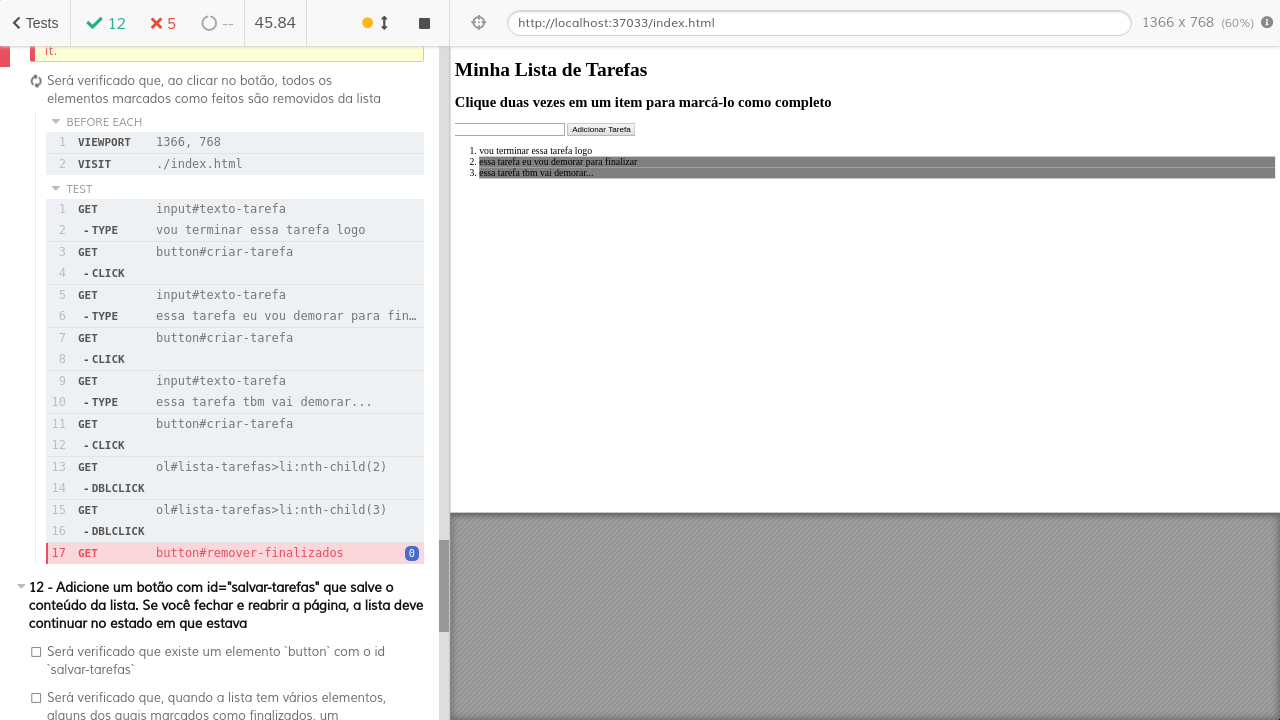 Tests
12
5
--
45.84
http://localhost:37033/index.html
1366 x 768 (60%)
it.
Será verificado que, ao clicar no botão, todos os
elementos marcados como feitos são removidos da lista
BEFORE EACH
1 VIEWPORT 1366, 768
2 VISIT ./index.html
TEST
1 GET input#texto-tarefa
2 -TYPE vou terminar essa tarefa logo
3 GET button#criar-tarefa
4 -CLICK
5 GET input#texto-tarefa
6 -TYPE essa tarefa eu vou demorar para fin…
7 GET button#criar-tarefa
8 -CLICK
9 GET input#texto-tarefa
10 -TYPE essa tarefa tbm vai demorar...
11 GET button#criar-tarefa
12 -CLICK
13 GET ol#lista-tarefas>li:nth-child(2)
14 -DBLCLICK
15 GET ol#lista-tarefas>li:nth-child(3)
16 -DBLCLICK
17 GET button#remover-finalizados 0
12 - Adicione um botão com id="salvar-tarefas" que salve o
conteúdo da lista. Se você fechar e reabrir a página, a lista deve
continuar no estado em que estava
Será verificado que existe um elemento `button` com o id
`salvar-tarefas`
Será verificado que, quando a lista tem vários elementos,
alguns dos quais marcados como finalizados, um
Minha Lista de Tarefas
Clique duas vezes em um item para marcá-lo como completo
Adicionar Tarefa
1. vou terminar essa tarefa logo
2. essa tarefa eu vou demorar para finalizar
3. essa tarefa tbm vai demorar...